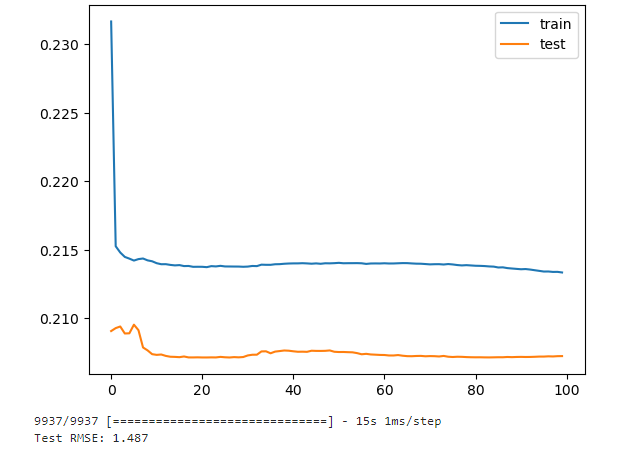 train
test
0.230
0.225
0.220
0.215
0.210
0 20 40 60 80 100
9937/9937 [==============================] - 15s 1ms/step
Test RMSE: 1.487